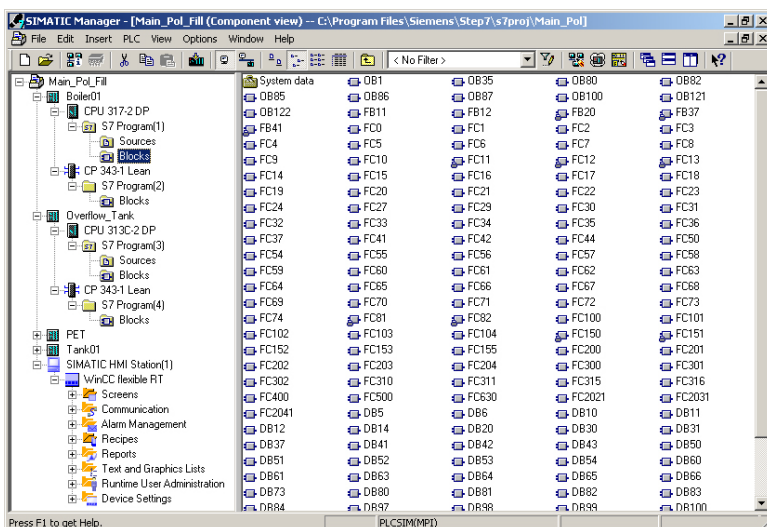 SIMATIC Manager - [Main_Pol_Fill (Component view) -- C:\Program Files\Siemens\Step7\s7proj\Main_Pol]
File Edit Insert PLC View Options Window Help
< No Filter >
Main_Pol_Fill
Boiler01
CPU 317-2 DP
S7 Program(1)
Sources
Blocks
CP 343-1 Lean
S7 Program(2)
Blocks
Overflow_Tank
CPU 313C-2 DP
S7 Program(3)
Sources
Blocks
CP 343-1 Lean
S7 Program(4)
Blocks
PET
Tank01
SIMATIC HMI Station(1)
WinCC flexible RT
Screens
Communication
Alarm Management
Recipes
Reports
Text and Graphics Lists
Runtime User Administration
Device Settings
System data OB1 OB35 OB80 OB82
OB85 OB86 OB87 OB100 OB121
OB122 FB11 FB12 FB20 FB37
FB41 FC0 FC1 FC2 FC3
FC4 FC5 FC6 FC7 FC8
FC9 FC10 FC11 FC12 FC13
FC14 FC15 FC16 FC17 FC18
FC19 FC20 FC21 FC22 FC23
FC24 FC27 FC29 FC30 FC31
FC32 FC33 FC34 FC35 FC36
FC37 FC41 FC42 FC44 FC50
FC54 FC55 FC56 FC57 FC58
FC59 FC60 FC61 FC62 FC63
FC64 FC65 FC66 FC67 FC68
FC69 FC70 FC71 FC72 FC73
FC74 FC81 FC82 FC100 FC101
FC102 FC103 FC104 FC150 FC151
FC152 FC153 FC155 FC200 FC201
FC202 FC203 FC204 FC300 FC301
FC302 FC310 FC311 FC315 FC316
FC400 FC500 FC630 FC2021 FC2031
FC2041 DB5 DB6 DB10 DB11
DB12 DB14 DB20 DB30 DB31
DB37 DB41 DB42 DB43 DB50
DB51 DB52 DB53 DB54 DB60
DB61 DB63 DB64 DB65 DB66
DB73 DB80 DB81 DB82 DB83
DB84 DB97 DB98 DB99 DB100
Press F1 to get Help.
PLCSIM(MPI)